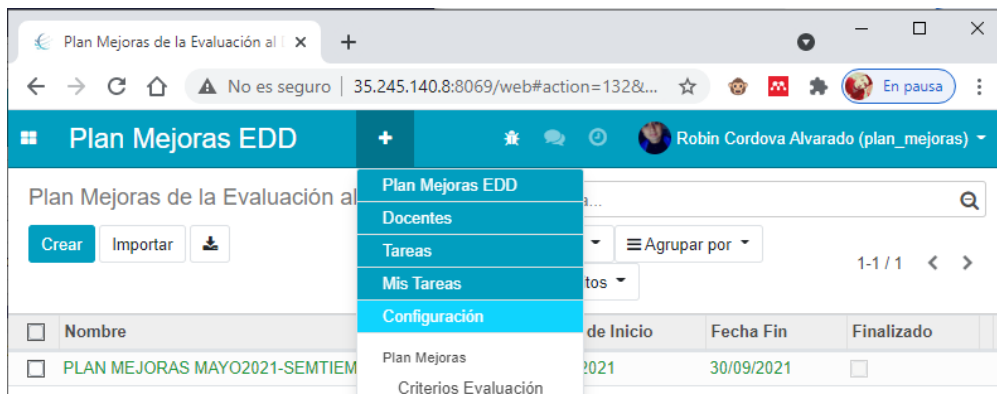 Plan Mejoras de la Evaluación al
No es seguro | 35.245.140.8:8069/web#action=132&... En pausa
Plan Mejoras EDD Robin Cordova Alvarado (plan_mejoras)
Plan Mejoras EDD
Plan Mejoras de la Evaluación al
Docentes
Crear Importar Tareas Agrupar por
1-1 / 1
Mis Tareas tos
Configuración
Nombre de Inicio Fecha Fin Finalizado
Plan Mejoras
PLAN MEJORAS MAYO2021-SEMTIEM 2021 30/09/2021
Criterios Evaluación